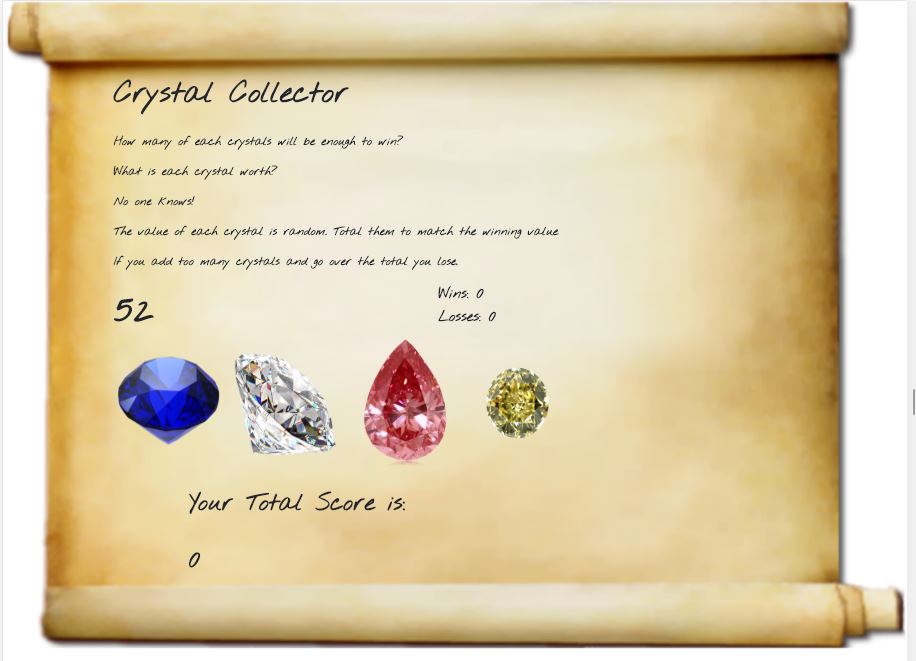 Crystal Collector
How many of each crystals will be enough to win?
What is each crystal worth?
No one Knows!
The value of each crystal is random. Total them to match the winning value
If you add too many crystals and go over the total you lose.
52
Wins: 0
Losses: 0
Your Total Score is:
0